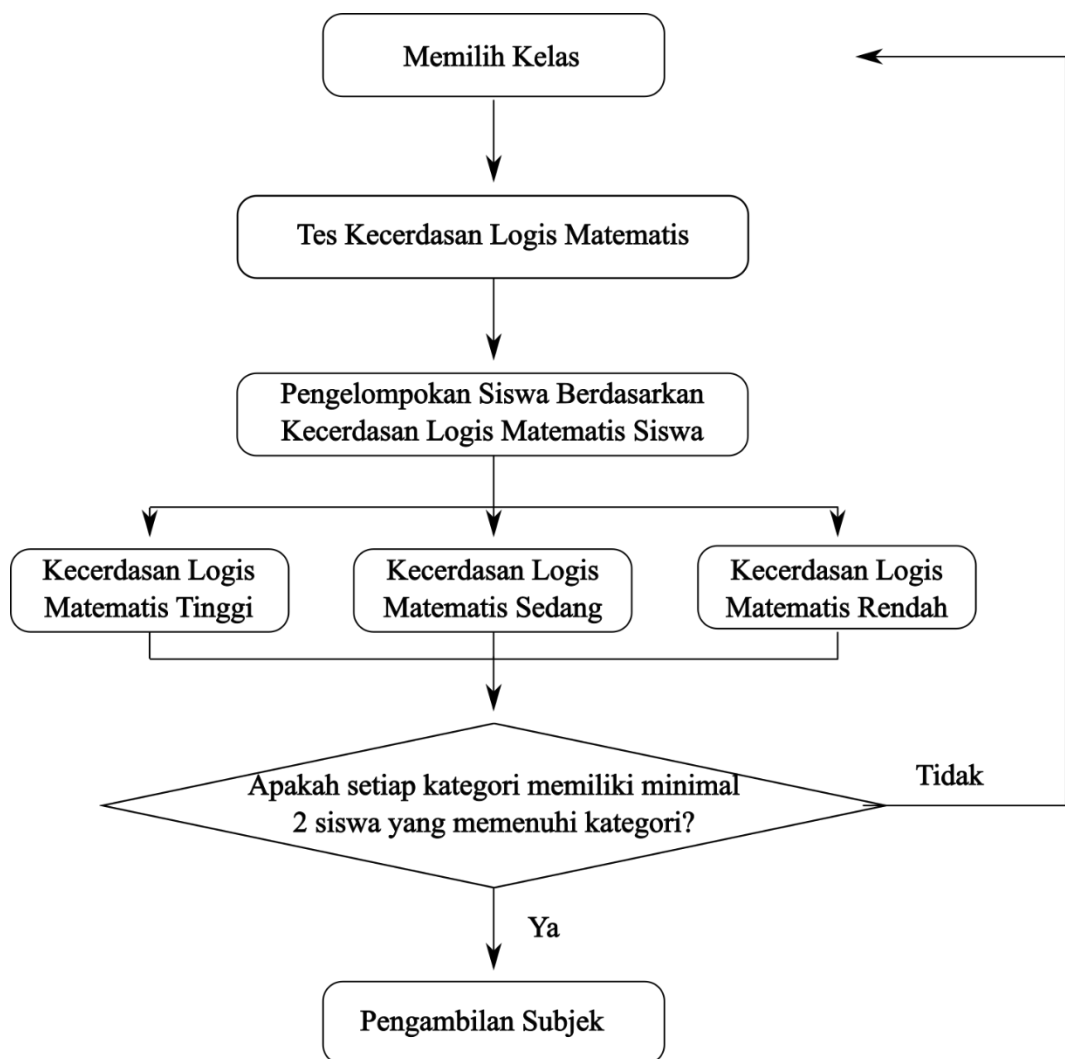 Memilih Kelas
Tes Kecerdasan Logis Matematis
Pengelompokan Siswa Berdasarkan
Kecerdasan Logis Matematis Siswa
Kecerdasan Logis
Matematis Tinggi
Kecerdasan Logis
Matematis Sedang
Kecerdasan Logis
Matematis Rendah
Apakah setiap kategori memiliki minimal
2 siswa yang memenuhi kategori?
Tidak
Ya
Pengambilan Subjek